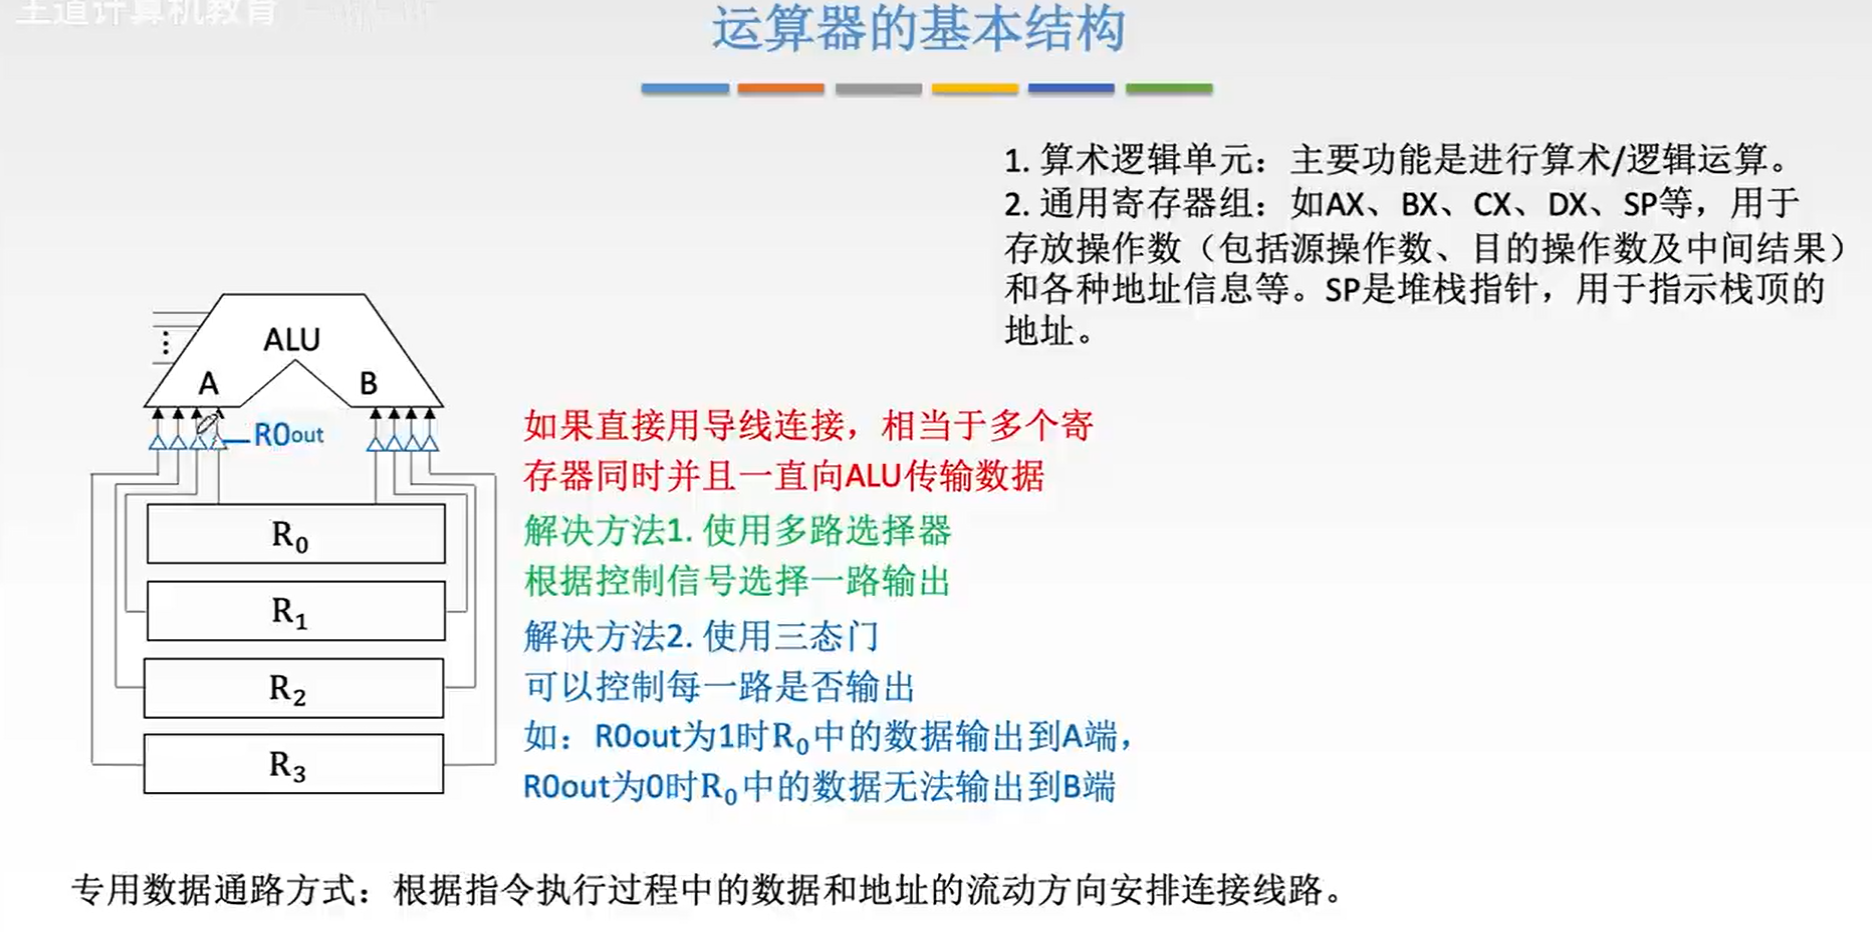 王道计算机教育
运算器的基本结构
1. 算术逻辑单元：主要功能是进行算术/逻辑运算。
2. 通用寄存器组：如AX、BX、CX、DX、SP等，用于
存放操作数（包括源操作数、目的操作数及中间结果）
和各种地址信息等。SP是堆栈指针，用于指示栈顶的
地址。
ALU
A
B
R0out
R₀
R₁
R₂
R₃
如果直接用导线连接，相当于多个寄
存器同时并且一直向ALU传输数据
解决方法1. 使用多路选择器
根据控制信号选择一路输出
解决方法2. 使用三态门
可以控制每一路是否输出
如：R0out为1时R₀中的数据输出到A端，
R0out为0时R₀中的数据无法输出到B端
专用数据通路方式：根据指令执行过程中的数据和地址的流动方向安排连接线路。